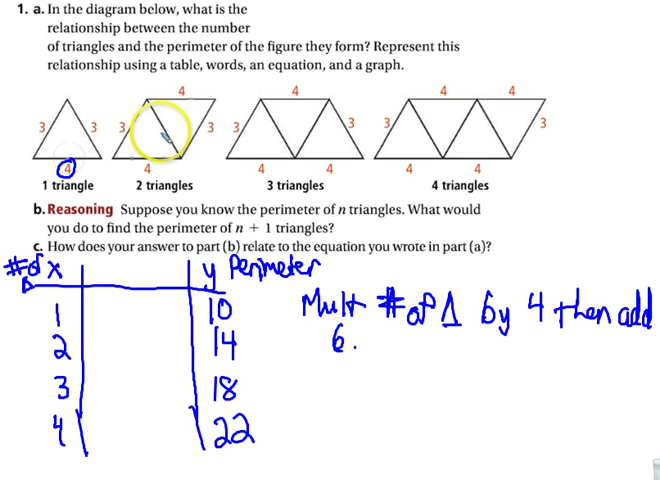 1. a. In the diagram below, what is the
relationship between the number
of triangles and the perimeter of the figure they form? Represent this
relationship using a table, words, an equation, and a graph.
4 4 4 4
3 3 3 3 3 3 3 3
4 4 4 4 4 4
1 triangle 2 triangles 3 triangles 4 triangles
b. Reasoning Suppose you know the perimeter of n triangles. What would
you do to find the perimeter of n + 1 triangles?
c. How does your answer to part (b) relate to the equation you wrote in part (a)?
# of Δ x y Perimeter
1 10
2 14
3 18
4 22
Mult # of Δ by 4 then add
6.